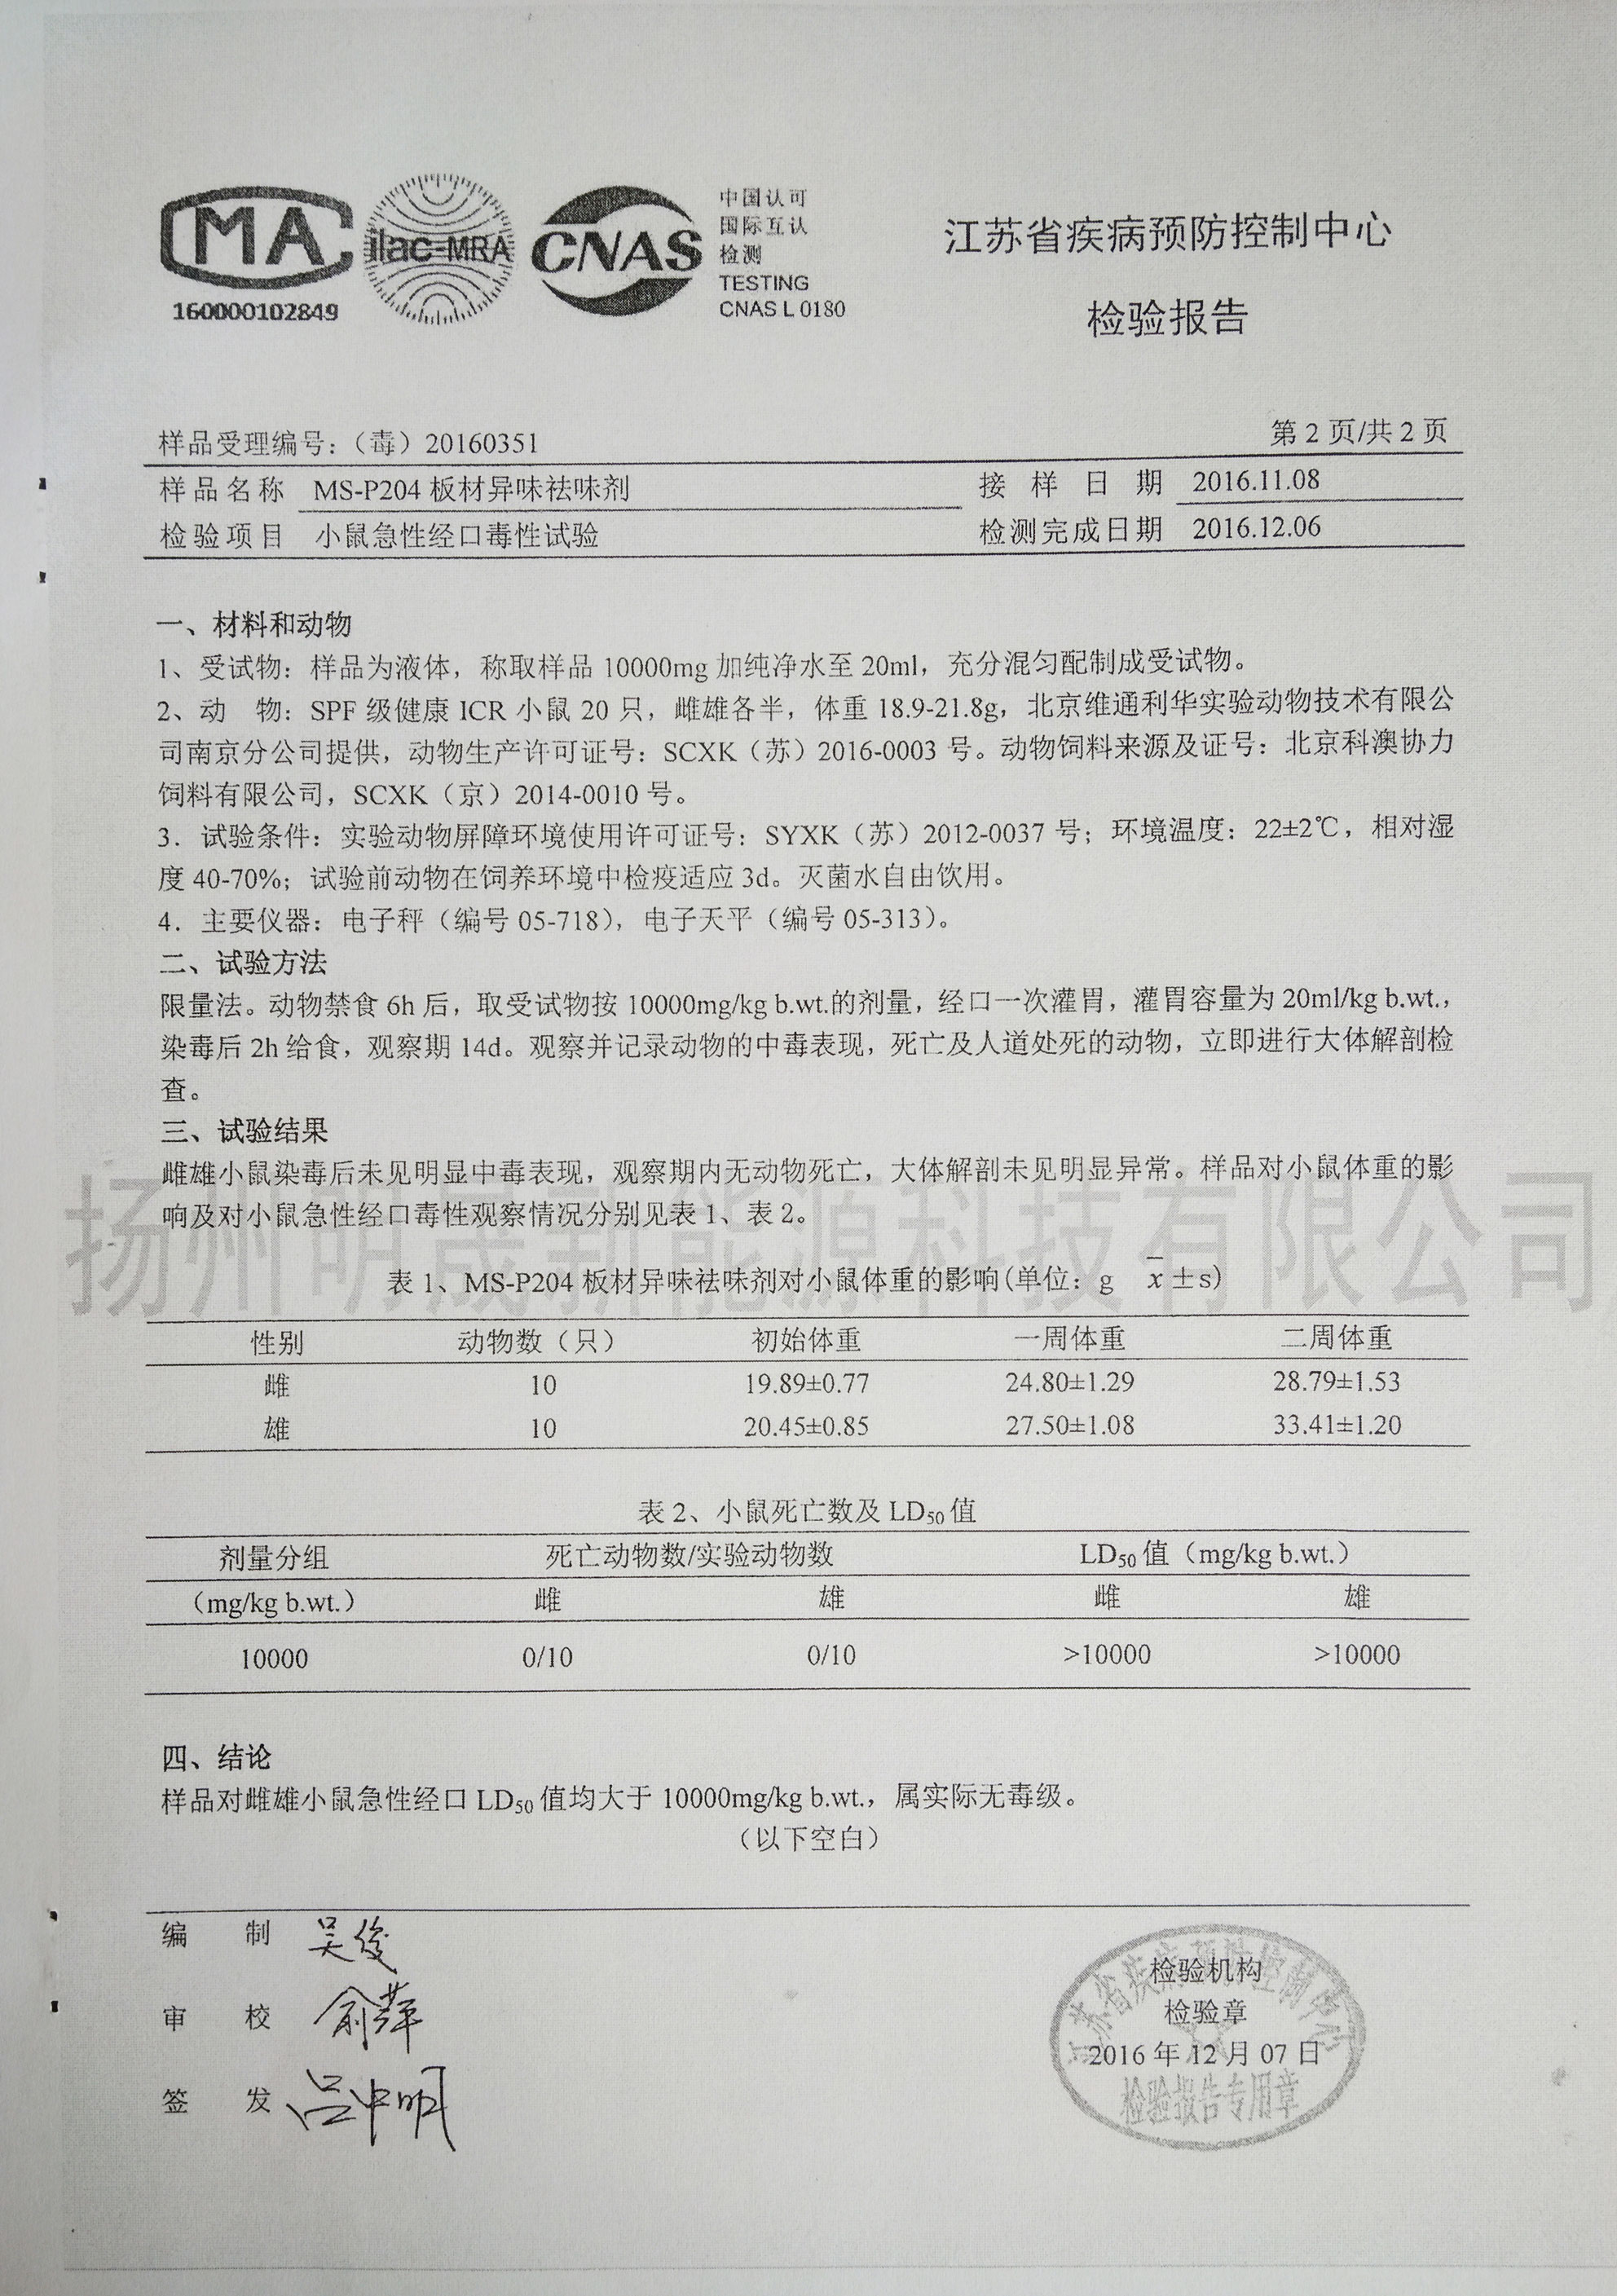 MA
160000102849
ilac-MRA
CNAS
中国认可
国际互认
检测
TESTING
CNAS L 0180
江苏省疾病预防控制中心
检验报告
样品受理编号：（毒）20160351
第 2 页/共 2 页
样品名称 MS-P204 板材异味祛味剂 接样日期 2016.11.08
检验项目 小鼠急性经口毒性试验 检测完成日期 2016.12.06
一、材料和动物
1、受试物：样品为液体，称取样品 10000mg 加纯净水至 20ml，充分混匀配制成受试物。
2、动 物：SPF 级健康 ICR 小鼠 20 只，雌雄各半，体重 18.9-21.8g，北京维通利华实验动物技术有限公
司南京分公司提供，动物生产许可证号：SCXK（苏）2016-0003 号。动物饲料来源及证号：北京科澳协力
饲料有限公司，SCXK（京）2014-0010 号。
3．试验条件：实验动物屏障环境使用许可证号：SYXK（苏）2012-0037 号；环境温度：22±2℃，相对湿
度 40-70%；试验前动物在饲养环境中检疫适应 3d。灭菌水自由饮用。
4．主要仪器：电子秤（编号 05-718），电子天平（编号 05-313）。
二、试验方法
限量法。动物禁食 6h 后，取受试物按 10000mg/kg b.wt.的剂量，经口一次灌胃，灌胃容量为 20ml/kg b.wt.，
染毒后 2h 给食，观察期 14d。观察并记录动物的中毒表现，死亡及人道处死的动物，立即进行大体解剖检
查。
三、试验结果
雌雄小鼠染毒后未见明显中毒表现，观察期内无动物死亡，大体解剖未见明显异常。样品对小鼠体重的影
响及对小鼠急性经口毒性观察情况分别见表 1、表 2。
扬州明晟新能源科技有限公司
表 1、MS-P204 板材异味祛味剂对小鼠体重的影响(单位：g x̄±s)
性别 动物数（只） 初始体重 一周体重 二周体重
雌 10 19.89±0.77 24.80±1.29 28.79±1.53
雄 10 20.45±0.85 27.50±1.08 33.41±1.20
表 2、小鼠死亡数及 LD₅₀ 值
剂量分组 死亡动物数/实验动物数 LD₅₀ 值（mg/kg b.wt.）
（mg/kg b.wt.） 雌 雄 雌 雄
10000 0/10 0/10 >10000 >10000
四、结论
样品对雌雄小鼠急性经口 LD₅₀ 值均大于 10000mg/kg b.wt.，属实际无毒级。
（以下空白）
编 制 吴俊
审 校 俞萍
签 发 吕中明
江苏省疾病预防控制中心
检验机构
检验章
2016 年 12 月 07 日
检验报告专用章